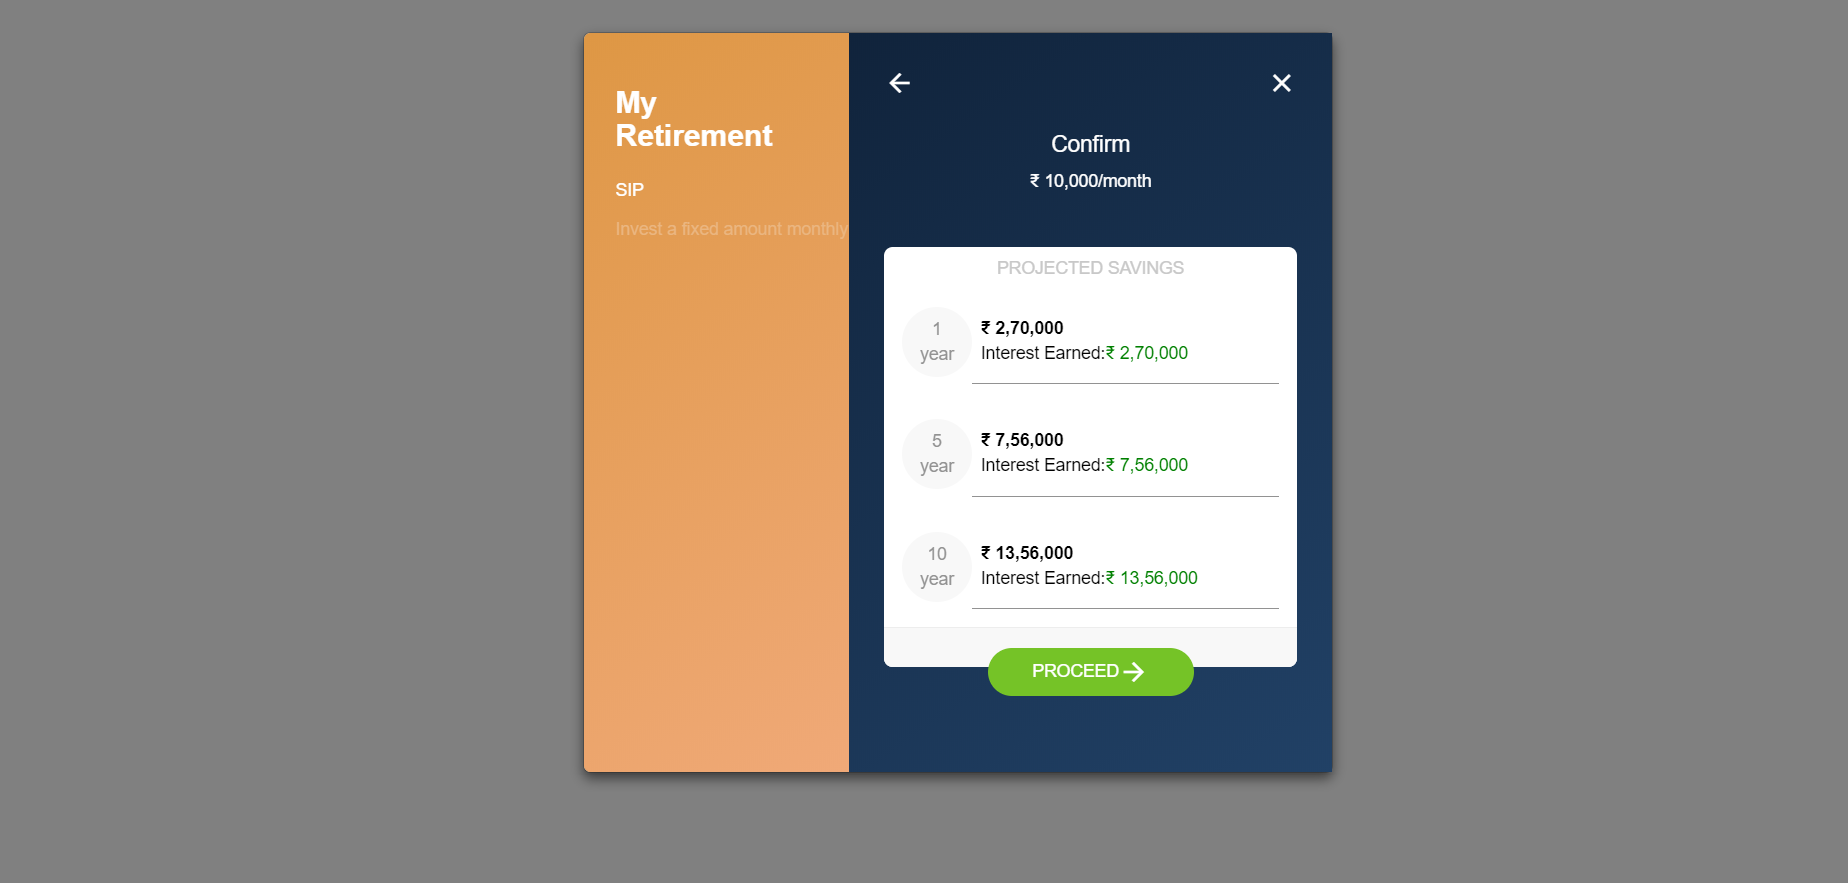 My
Retirement
SIP
Invest a fixed amount monthly
Confirm
₹ 10,000/month
PROJECTED SAVINGS
1
year
₹ 2,70,000
Interest Earned:₹ 2,70,000
5
year
₹ 7,56,000
Interest Earned:₹ 7,56,000
10
year
₹ 13,56,000
Interest Earned:₹ 13,56,000
PROCEED